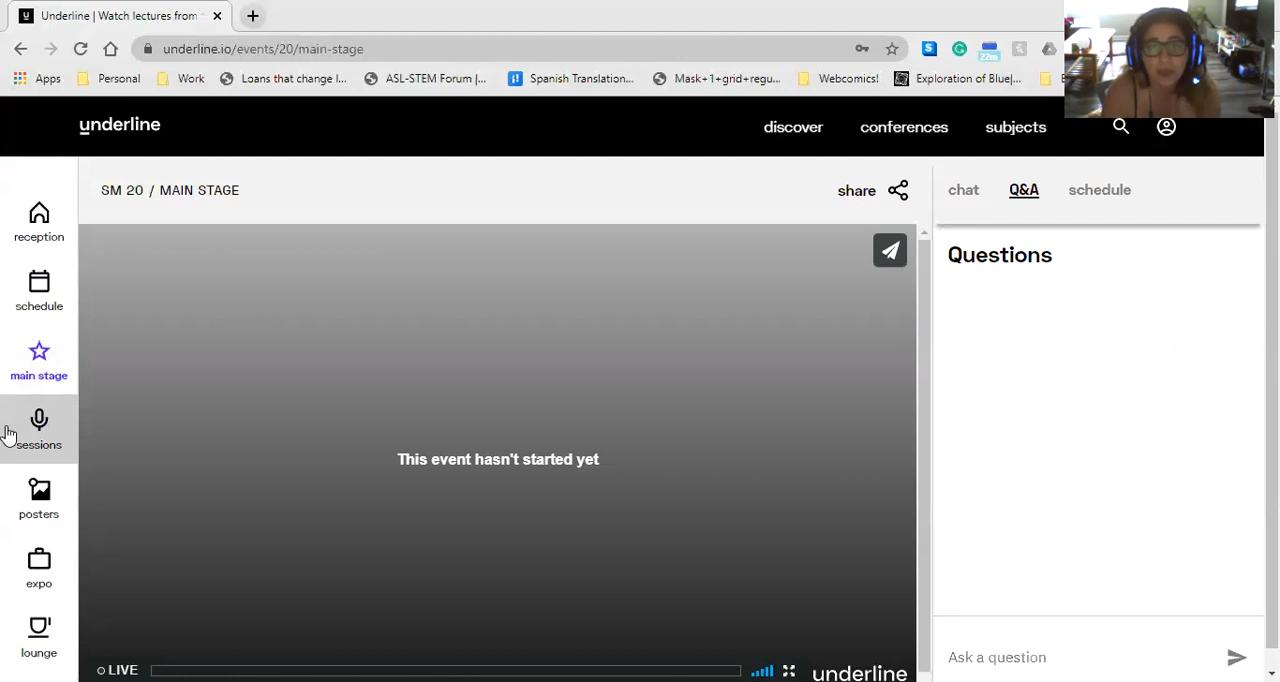 Underline | Watch lectures from
underline.io/events/20/main-stage
22m
Apps Personal Work Loans that change l... ASL-STEM Forum |... Spanish Translation... Mask+1+grid+regu... Webcomics! Exploration of Blue|...
underline
discover conferences subjects
SM 20 / MAIN STAGE
share
chat Q&A schedule
reception
schedule
main stage
sessions
posters
expo
lounge
This event hasn't started yet
LIVE
underline
Questions
Ask a question